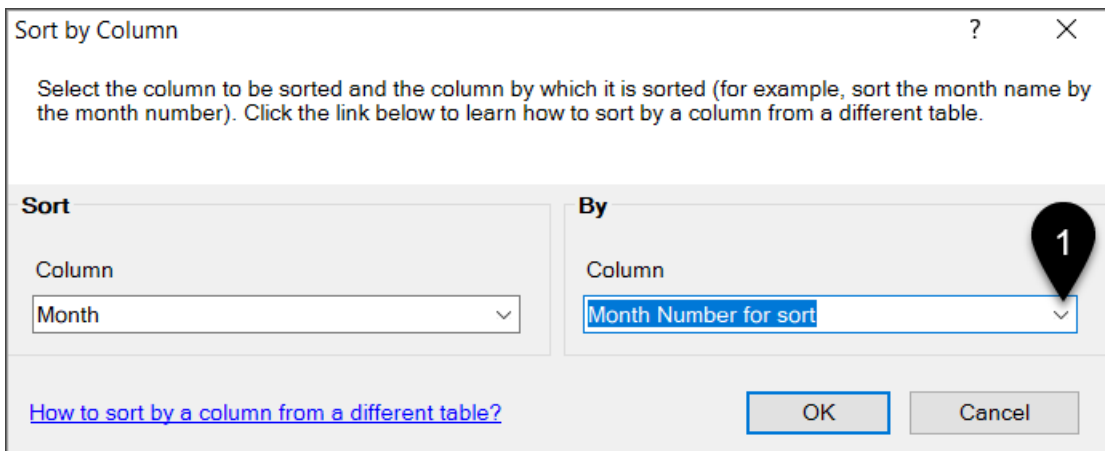 Sort by Column ?
Select the column to be sorted and the column by which it is sorted (for example, sort the month name by
the month number). Click the link below to learn how to sort by a column from a different table.
Sort
By
1
Column
Column
Month
Month Number for sort
How to sort by a column from a different table?
OK
Cancel